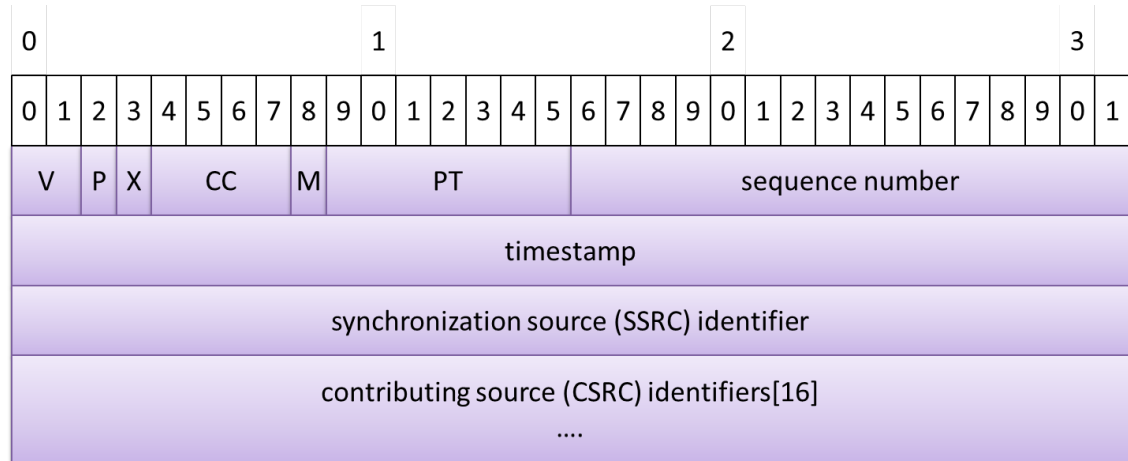 0 1 2 3
0 1 2 3 4 5 6 7 8 9 0 1 2 3 4 5 6 7 8 9 0 1 2 3 4 5 6 7 8 9 0 1
V P X CC M PT sequence number
timestamp
synchronization source (SSRC) identifier
contributing source (CSRC) identifiers[16]
....